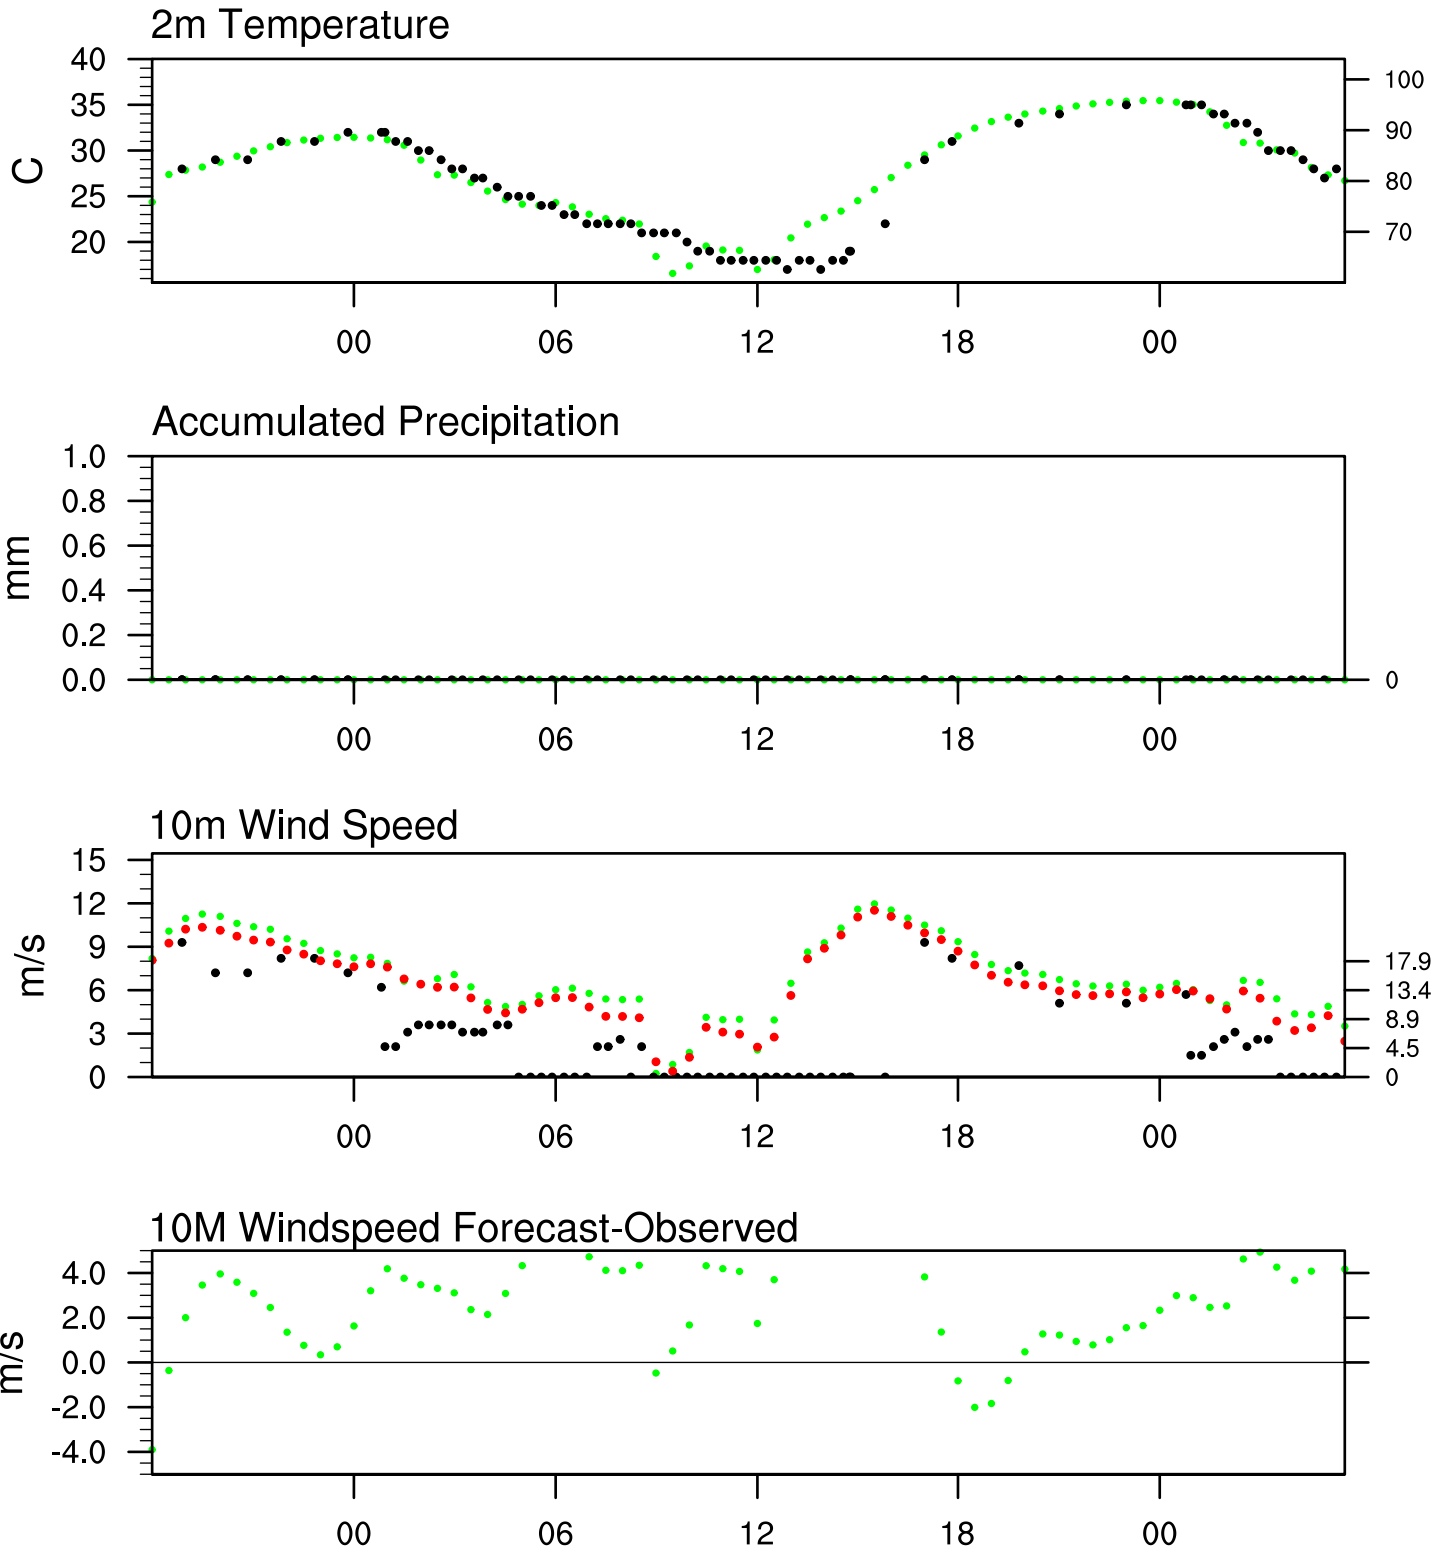 2m Temperature
40
35
30
25
20
C
100
90
80
70
00 06 12 18 00
Accumulated Precipitation
1.0
0.8
0.6
0.4
0.2
0.0
mm
0
00 06 12 18 00
10m Wind Speed
15
12
9
6
3
0
m/s
17.9
13.4
8.9
4.5
0
00 06 12 18 00
10M Windspeed Forecast-Observed
4.0
2.0
0.0
-2.0
-4.0
m/s
00 06 12 18 00